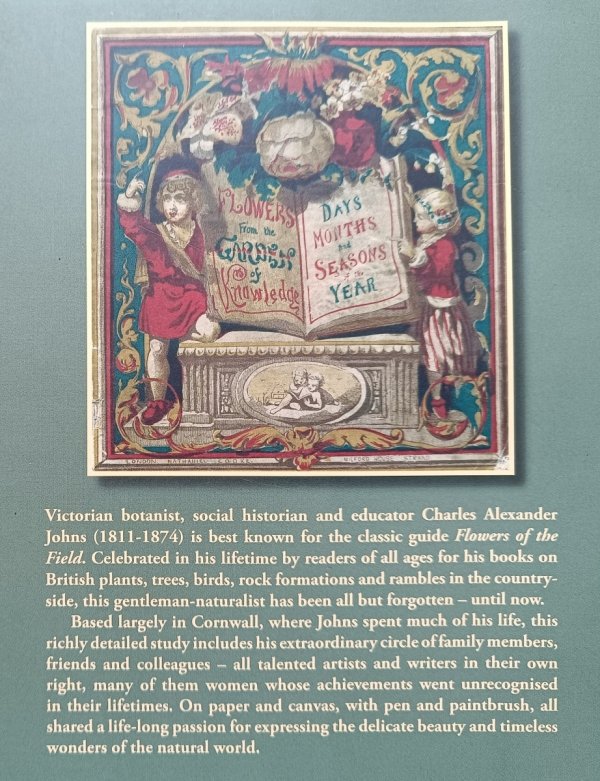 FLOWERS
From the
GARDEN
of
Knowledge
DAYS
MONTHS
and
SEASONS
of the
YEAR
LONDON
MILFORD HOUSE STRAND
Victorian botanist, social historian and educator Charles Alexander
Johns (1811-1874) is best known for the classic guide Flowers of the
Field. Celebrated in his lifetime by readers of all ages for his books on
British plants, trees, birds, rock formations and rambles in the country-
side, this gentleman-naturalist has been all but forgotten – until now.
Based largely in Cornwall, where Johns spent much of his life, this
richly detailed study includes his extraordinary circle of family members,
friends and colleagues – all talented artists and writers in their own
right, many of them women whose achievements went unrecognised
in their lifetimes. On paper and canvas, with pen and paintbrush, all
shared a life-long passion for expressing the delicate beauty and timeless
wonders of the natural world.